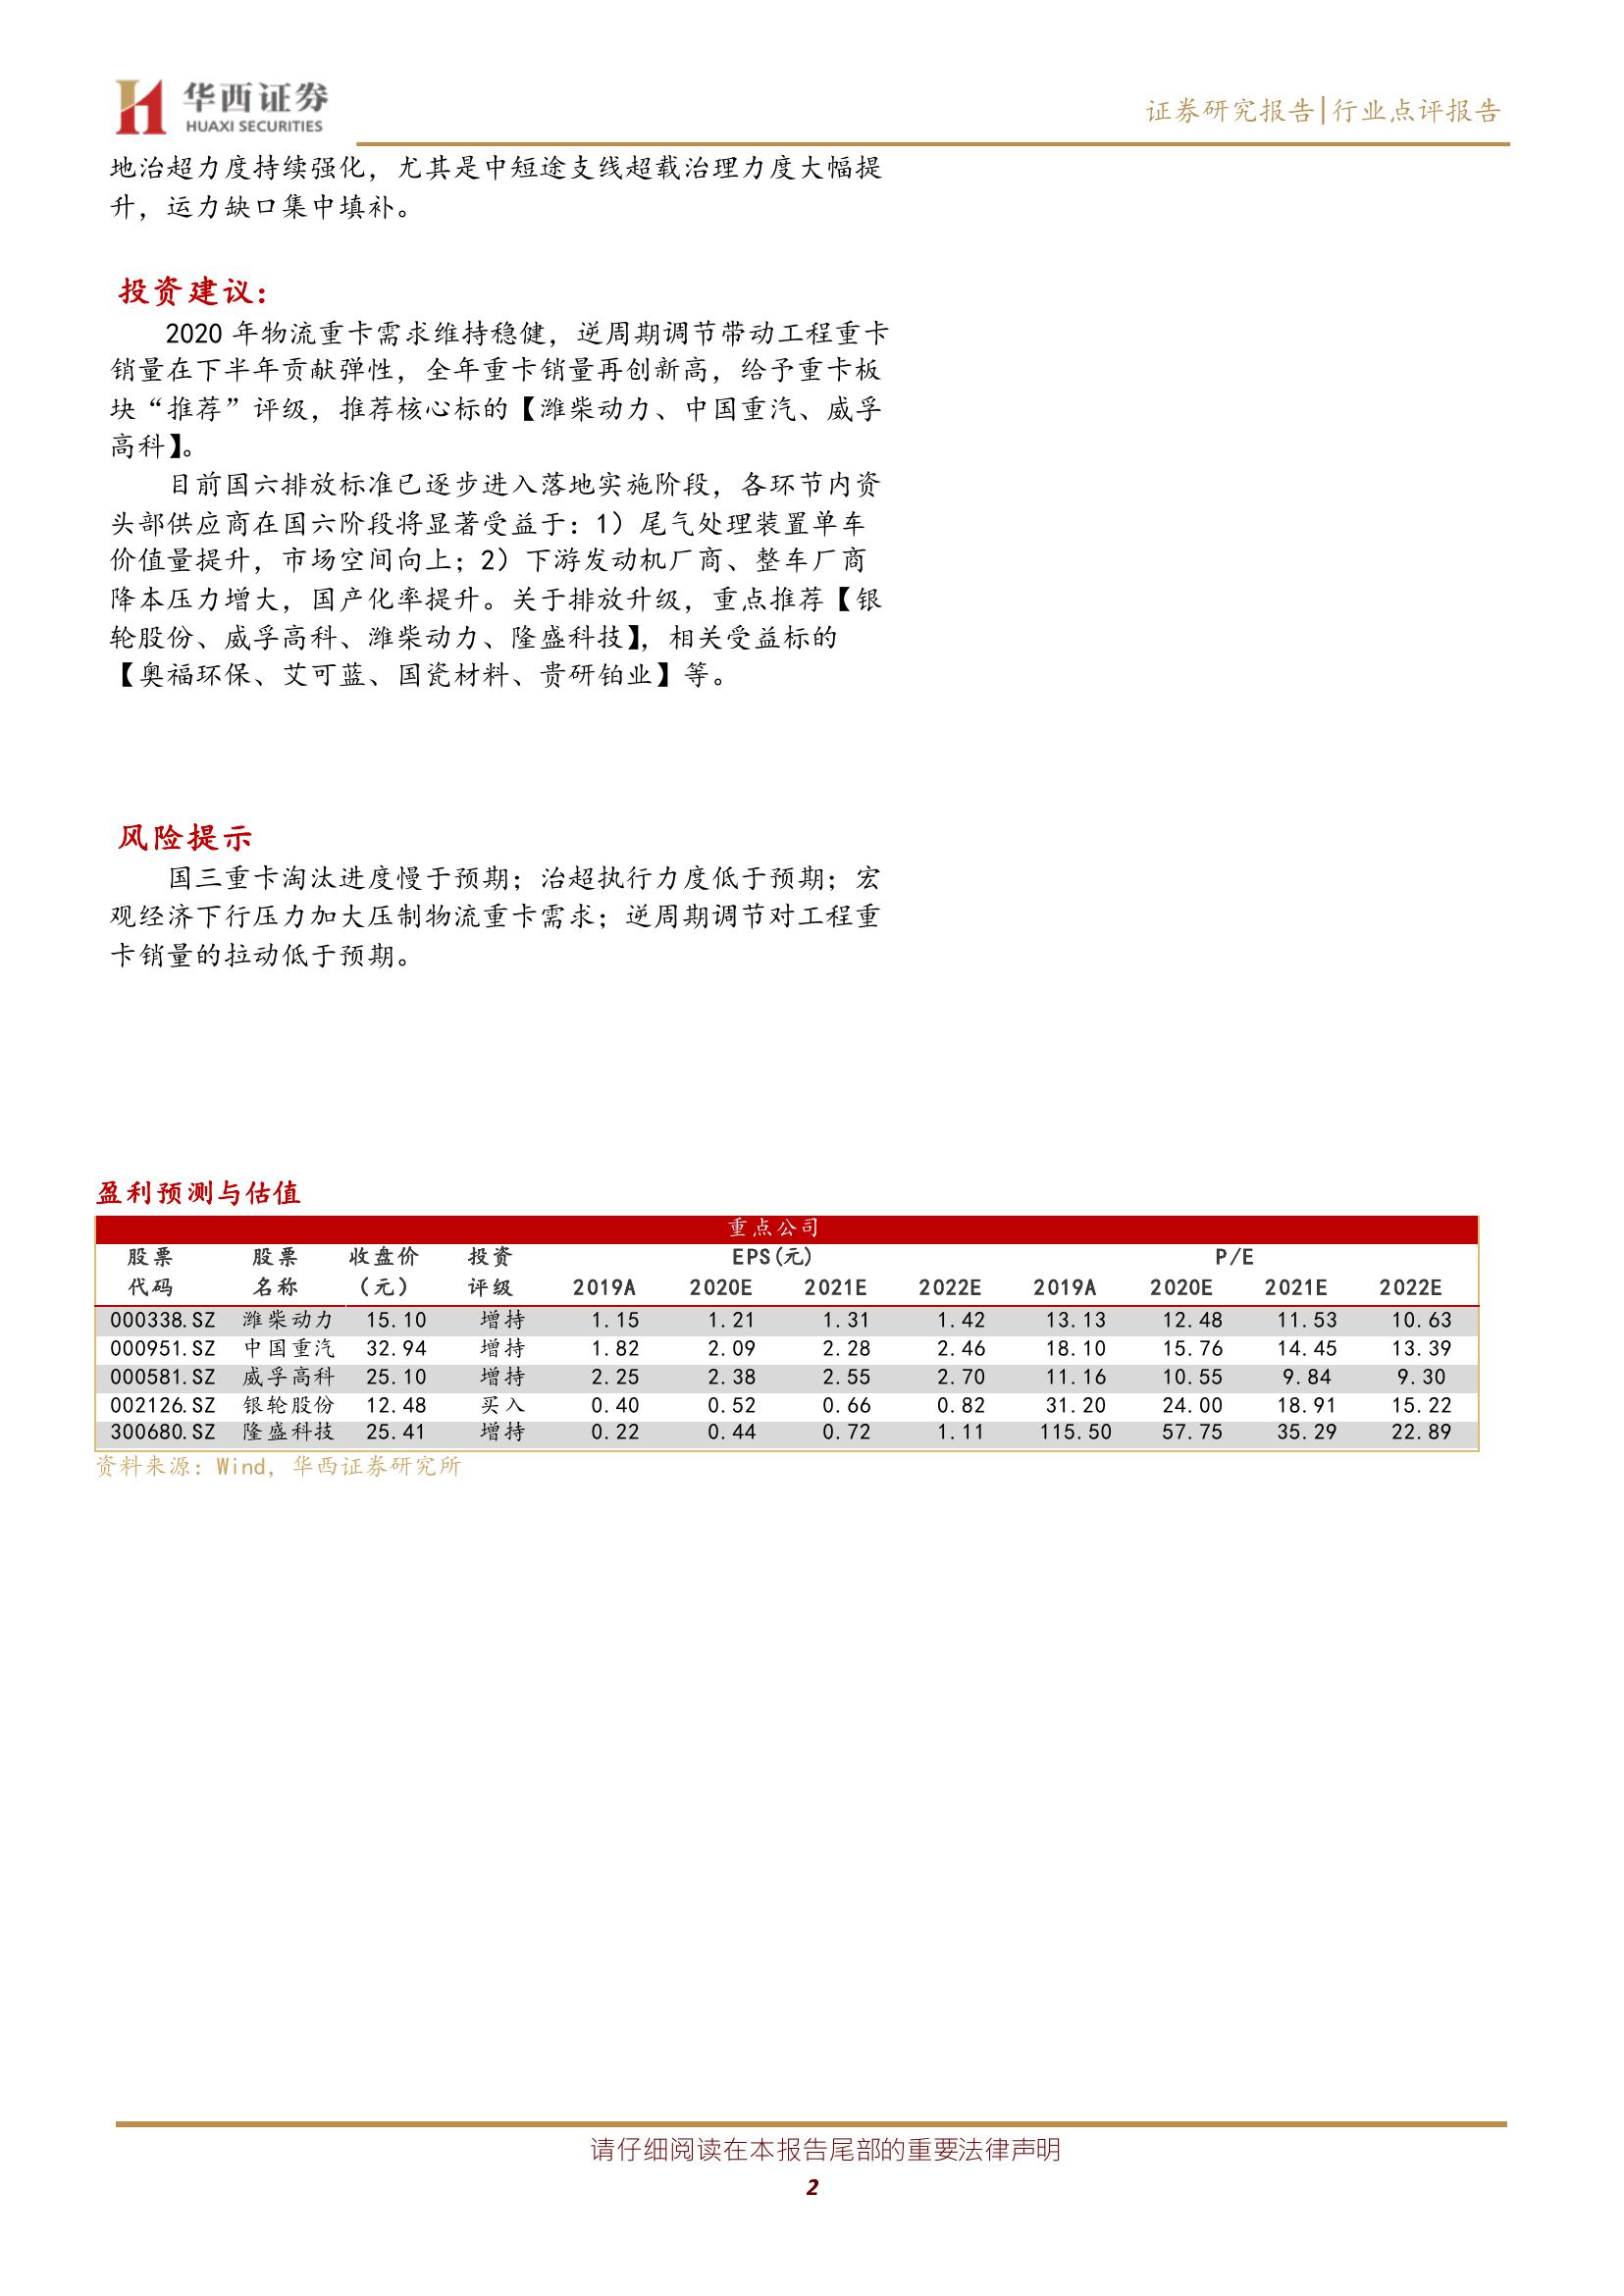 华西证券
HUAXI SECURITIES
证券研究报告|行业点评报告
地治超力度持续强化，尤其是中短途支线超载治理力度大幅提
升，运力缺口集中填补。
投资建议：
2020 年物流重卡需求维持稳健，逆周期调节带动工程重卡
销量在下半年贡献弹性，全年重卡销量再创新高，给予重卡板
块“推荐”评级，推荐核心标的【潍柴动力、中国重汽、威孚
高科】。
目前国六排放标准已逐步进入落地实施阶段，各环节内资
头部供应商在国六阶段将显著受益于：1）尾气处理装置单车
价值量提升，市场空间向上；2）下游发动机厂商、整车厂商
降本压力增大，国产化率提升。关于排放升级，重点推荐【银
轮股份、威孚高科、潍柴动力、隆盛科技】，相关受益标的
【奥福环保、艾可蓝、国瓷材料、贵研铂业】等。
风险提示
国三重卡淘汰进度慢于预期；治超执行力度低于预期；宏
观经济下行压力加大压制物流重卡需求；逆周期调节对工程重
卡销量的拉动低于预期。
盈利预测与估值
重点公司
股票 股票 收盘价 投资 EPS(元) P/E
代码 名称 （元） 评级 2019A 2020E 2021E 2022E 2019A 2020E 2021E 2022E
000338.SZ 潍柴动力 15.10 增持 1.15 1.21 1.31 1.42 13.13 12.48 11.53 10.63
000951.SZ 中国重汽 32.94 增持 1.82 2.09 2.28 2.46 18.10 15.76 14.45 13.39
000581.SZ 威孚高科 25.10 增持 2.25 2.38 2.55 2.70 11.16 10.55 9.84 9.30
002126.SZ 银轮股份 12.48 买入 0.40 0.52 0.66 0.82 31.20 24.00 18.91 15.22
300680.SZ 隆盛科技 25.41 增持 0.22 0.44 0.72 1.11 115.50 57.75 35.29 22.89
资料来源：Wind，华西证券研究所
请仔细阅读在本报告尾部的重要法律声明
2